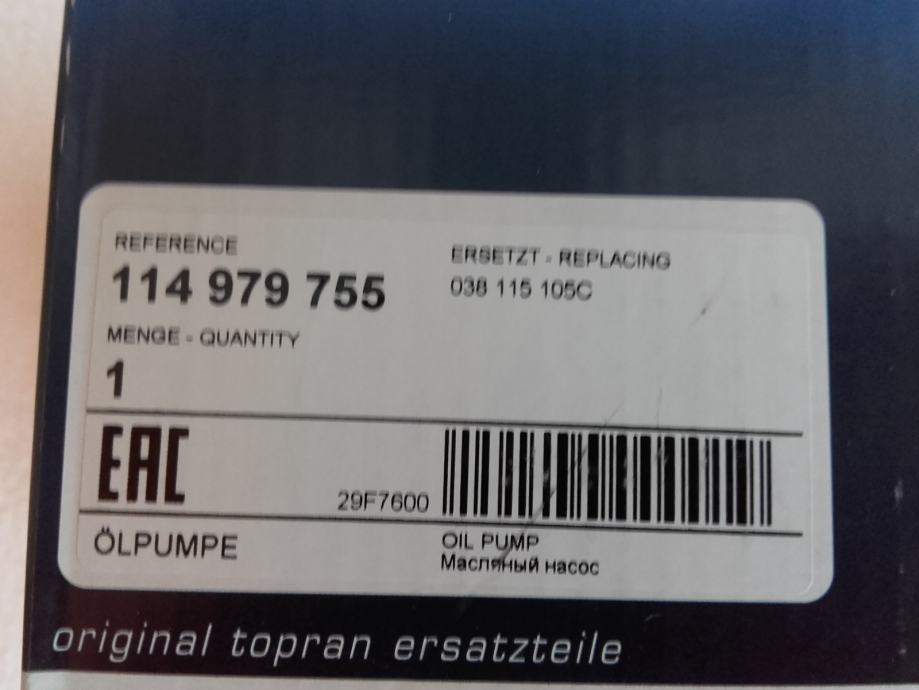 REFERENCE
114 979 755
ERSETZT - REPLACING
038 115 105C
MENGE - QUANTITY
1
EAC
29F7600
ÖLPUMPE
OIL PUMP
Масляный насос
original topran ersatzteile